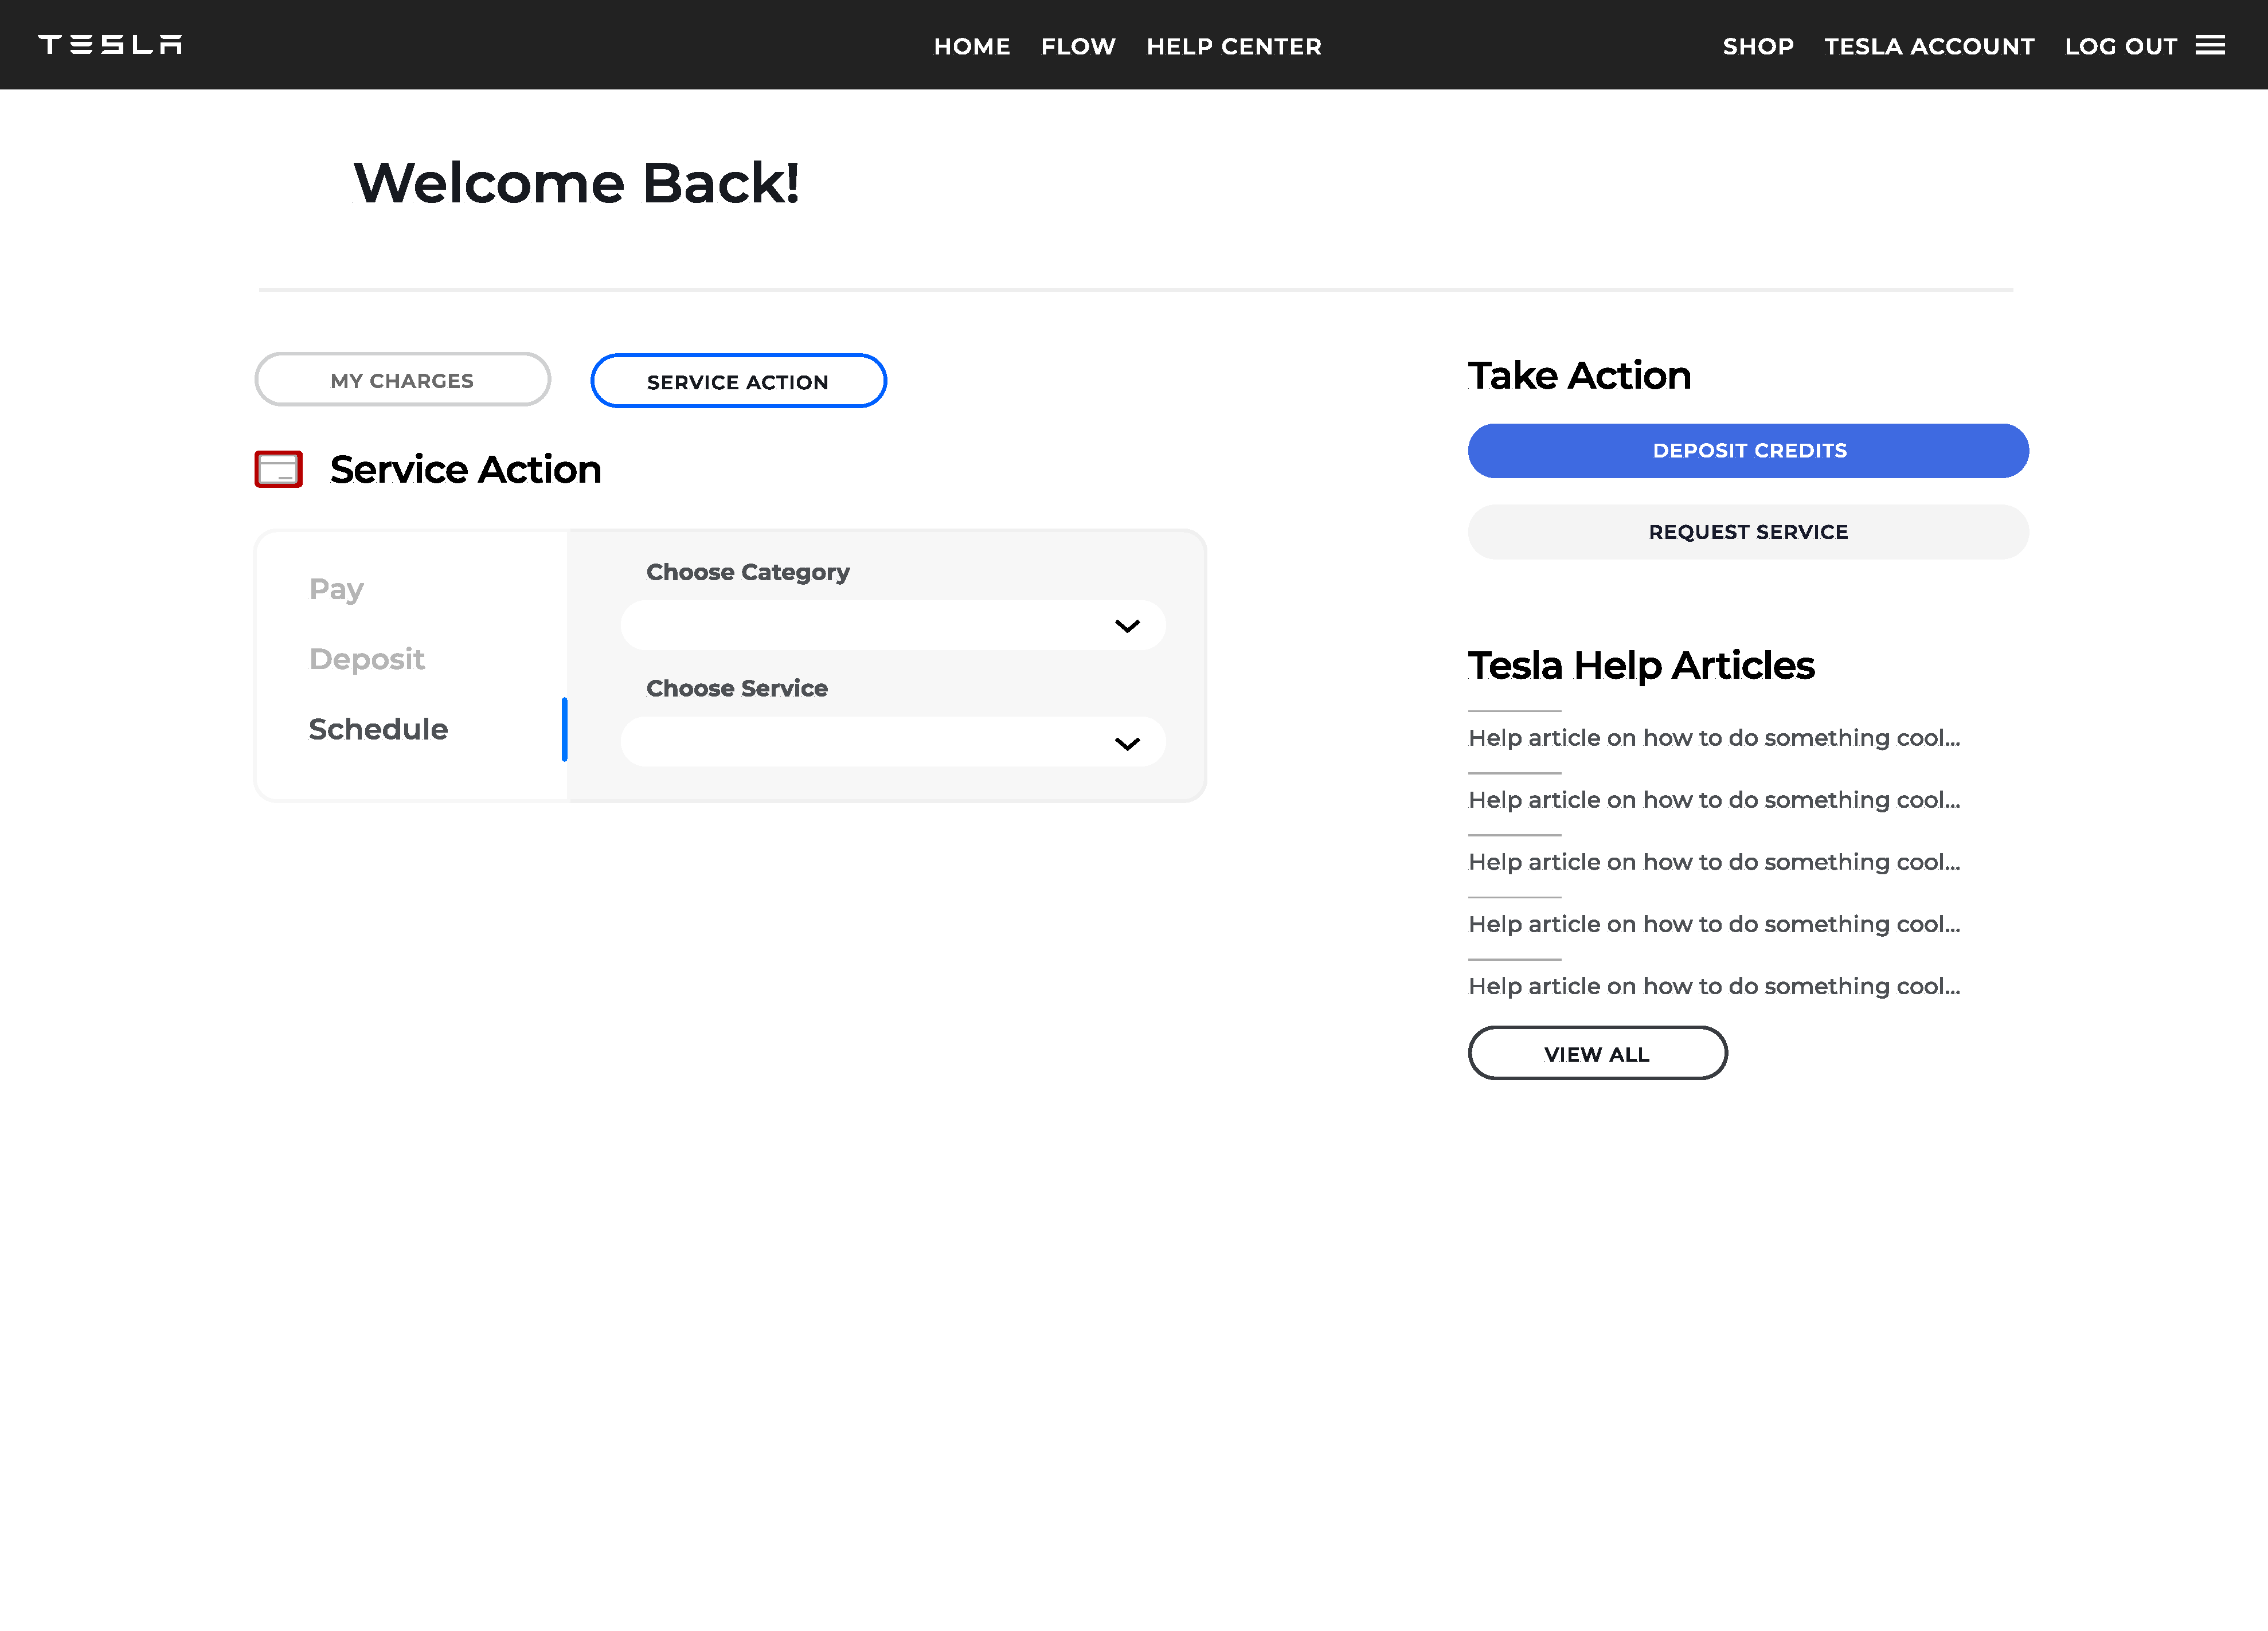 TESLA
HOME FLOW HELP CENTER
SHOP TESLA ACCOUNT LOG OUT
Welcome Back!
MY CHARGES
SERVICE ACTION
Service Action
Pay
Deposit
Schedule
Choose Category
Choose Service
Take Action
DEPOSIT CREDITS
REQUEST SERVICE
Tesla Help Articles
Help article on how to do something cool...
Help article on how to do something cool...
Help article on how to do something cool...
Help article on how to do something cool...
Help article on how to do something cool...
VIEW ALL